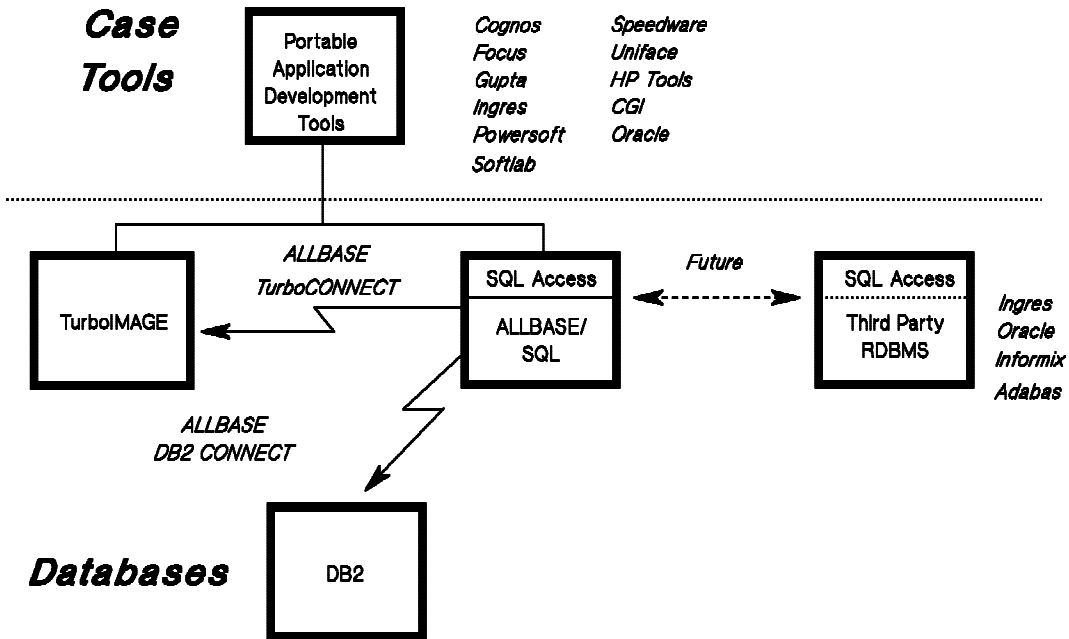 Case
Tools
Portable
Application
Development
Tools
Cognos
Focus
Gupta
Ingres
Powersoft
Softlab
Speedware
Uniface
HP Tools
CGI
Oracle
TurboIMAGE
ALLBASE
TurboCONNECT
SQL Access
ALLBASE/
SQL
Future
SQL Access
Third Party
RDBMS
Ingres
Oracle
Informix
Adabas
ALLBASE
DB2 CONNECT
Databases
DB2